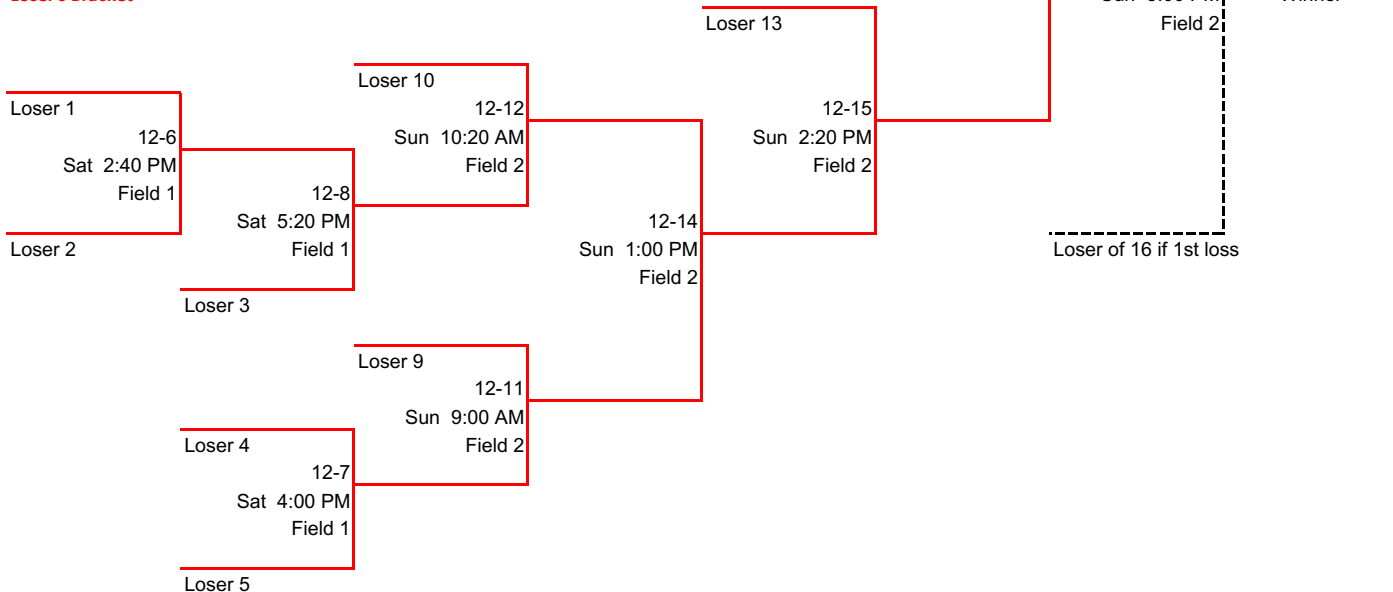 Loser 13
Field 2
Loser 10
Loser 1
12-12
12-15
12-6
Sun 10:20 AM
Sun 2:20 PM
Sat 2:40 PM
Field 2
Field 2
Field 1
12-8
Sat 5:20 PM
12-14
Loser 2
Field 1
Sun 1:00 PM
Loser of 16 if 1st loss
Field 2
Loser 3
Loser 9
12-11
Sun 9:00 AM
Loser 4
Field 2
12-7
Sat 4:00 PM
Field 1
Loser 5